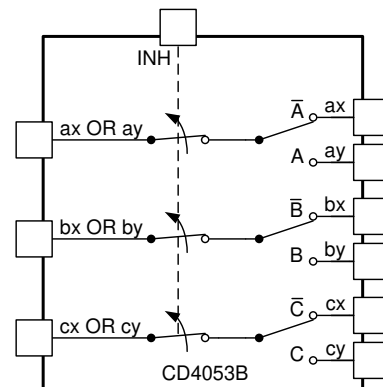 INH
A̅ ax
ax OR ay
A ay
B̅ bx
bx OR by
B by
C̅ cx
cx OR cy
C cy
CD4053B